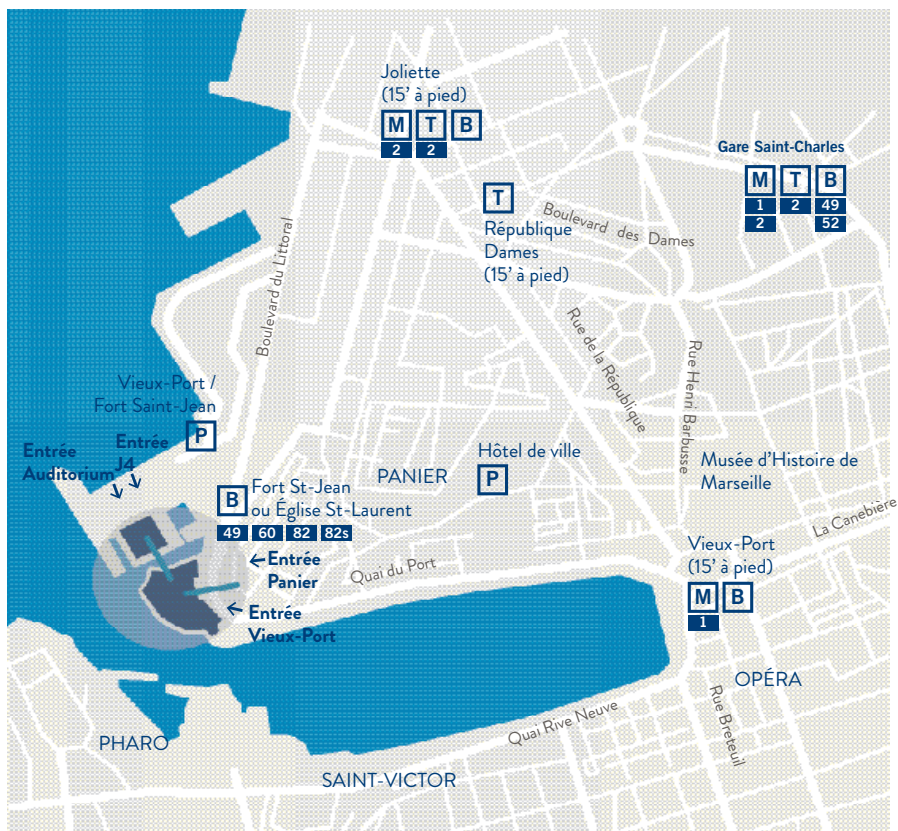 Joliette
(15' à pied)
M T B
2 2
Gare Saint-Charles
M T B
1 2 49
2 52
T
République
Dames
(15' à pied)
Boulevard des Dames
Boulevard du Littoral
Rue de la République
Rue Henri Barbusse
Vieux-Port /
Fort Saint-Jean
P
Entrée
Auditorium
Entrée
J4
Hôtel de ville
P
PANIER
Musée d'Histoire de
Marseille
B
Fort St-Jean
ou Église St-Laurent
49 60 82 82s
La Canebière
Entrée
Panier
Quai du Port
Vieux-Port
(15' à pied)
M B
1
Entrée
Vieux-Port
OPÉRA
Quai Rive Neuve
Rue Breteuil
PHARO
SAINT-VICTOR